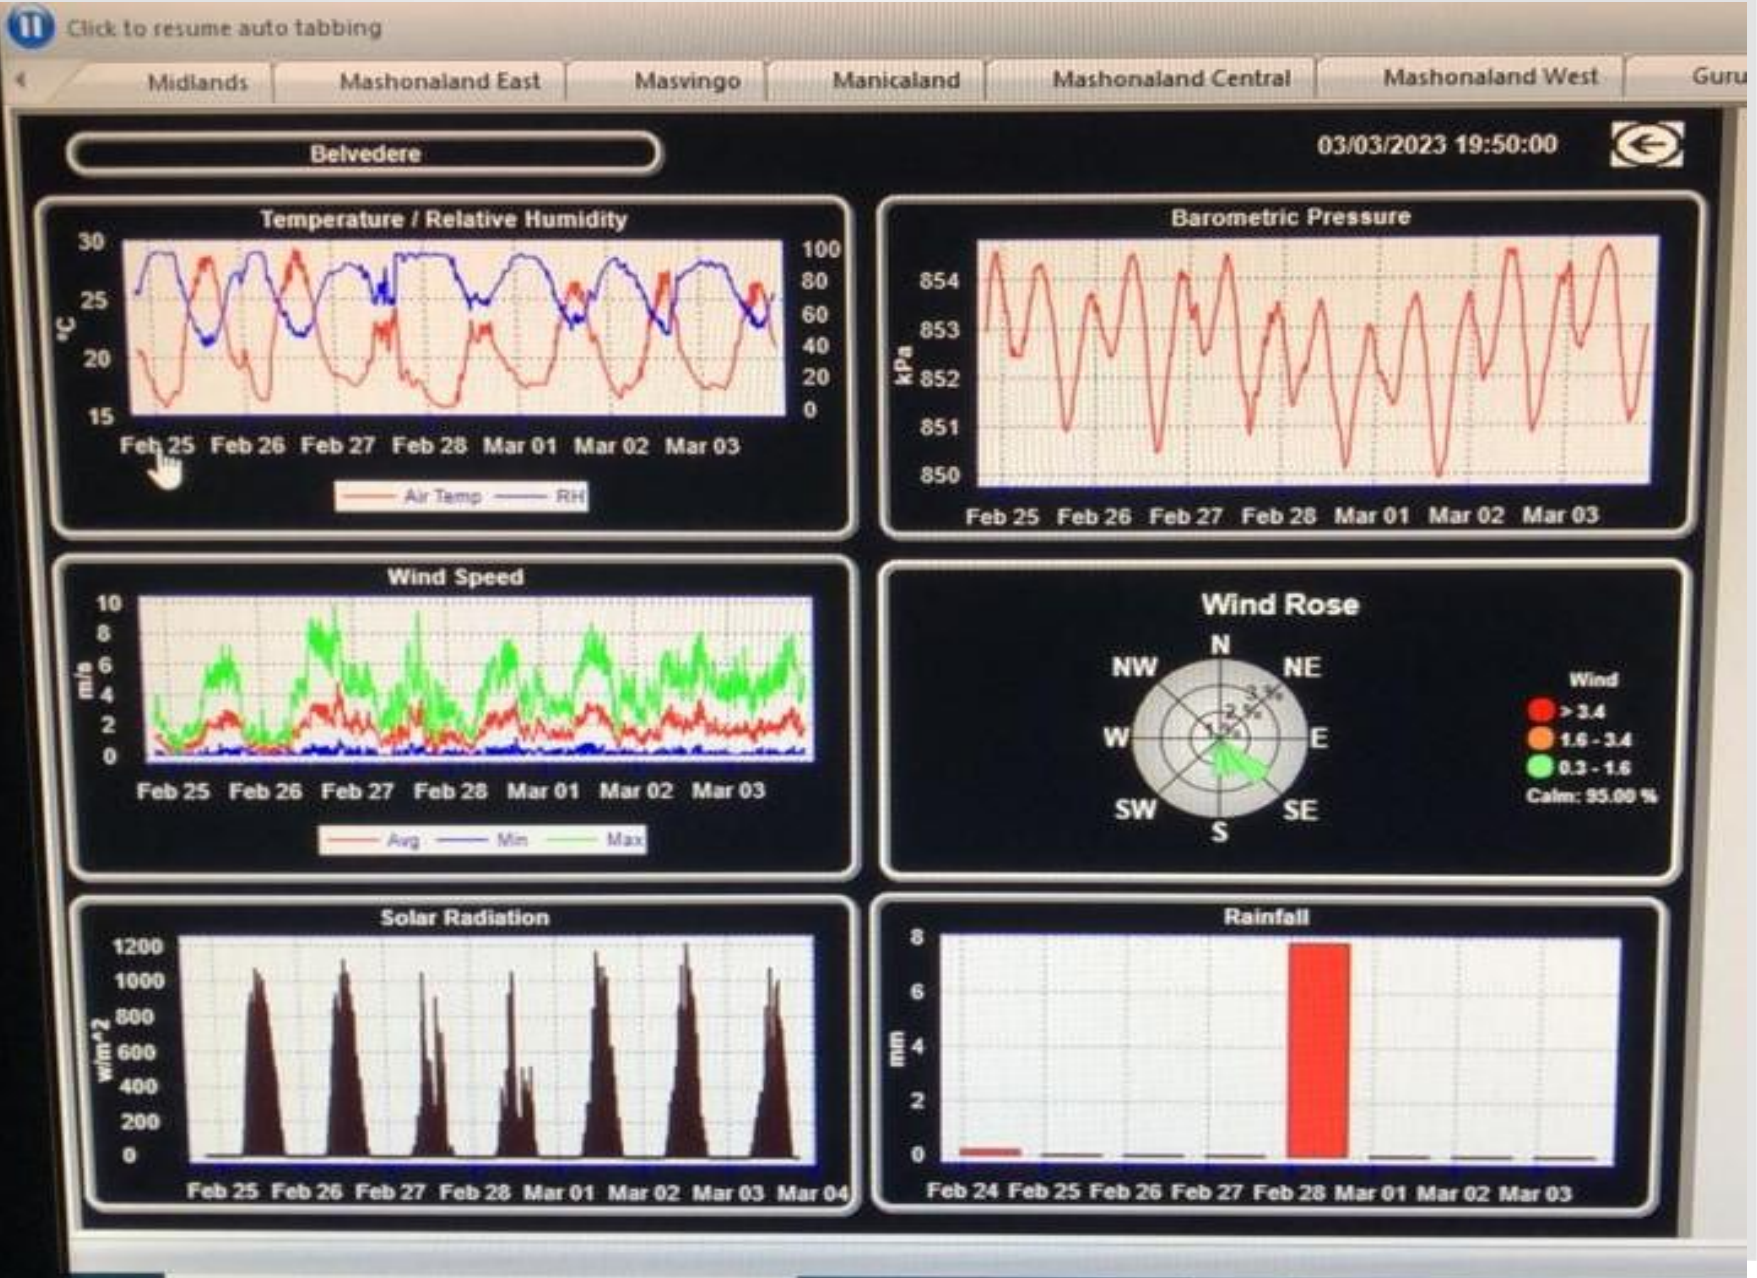 Click to resume auto tabbing
Midlands Mashonaland East Masvingo Manicaland Mashonaland Central Mashonaland West Guru
Belvedere
03/03/2023 19:50:00
Temperature / Relative Humidity
30
25
20
15
°C
100
80
60
40
20
0
Feb 25 Feb 26 Feb 27 Feb 28 Mar 01 Mar 02 Mar 03
Air Temp RH
Barometric Pressure
854
853
852
851
850
kPa
Feb 25 Feb 26 Feb 27 Feb 28 Mar 01 Mar 02 Mar 03
Wind Speed
10
8
6
4
2
0
m/s
Feb 25 Feb 26 Feb 27 Feb 28 Mar 01 Mar 02 Mar 03
Avg Min Max
Wind Rose
N
NW NE
3 %
2 %
1 %
W E
SW SE
S
Wind
> 3.4
1.6 - 3.4
0.3 - 1.6
Calm: 95.00 %
Solar Radiation
1200
1000
800
600
400
200
0
w/m^2
Feb 25 Feb 26 Feb 27 Feb 28 Mar 01 Mar 02 Mar 03 Mar 04
Rainfall
8
6
4
2
0
mm
Feb 24 Feb 25 Feb 26 Feb 27 Feb 28 Mar 01 Mar 02 Mar 03